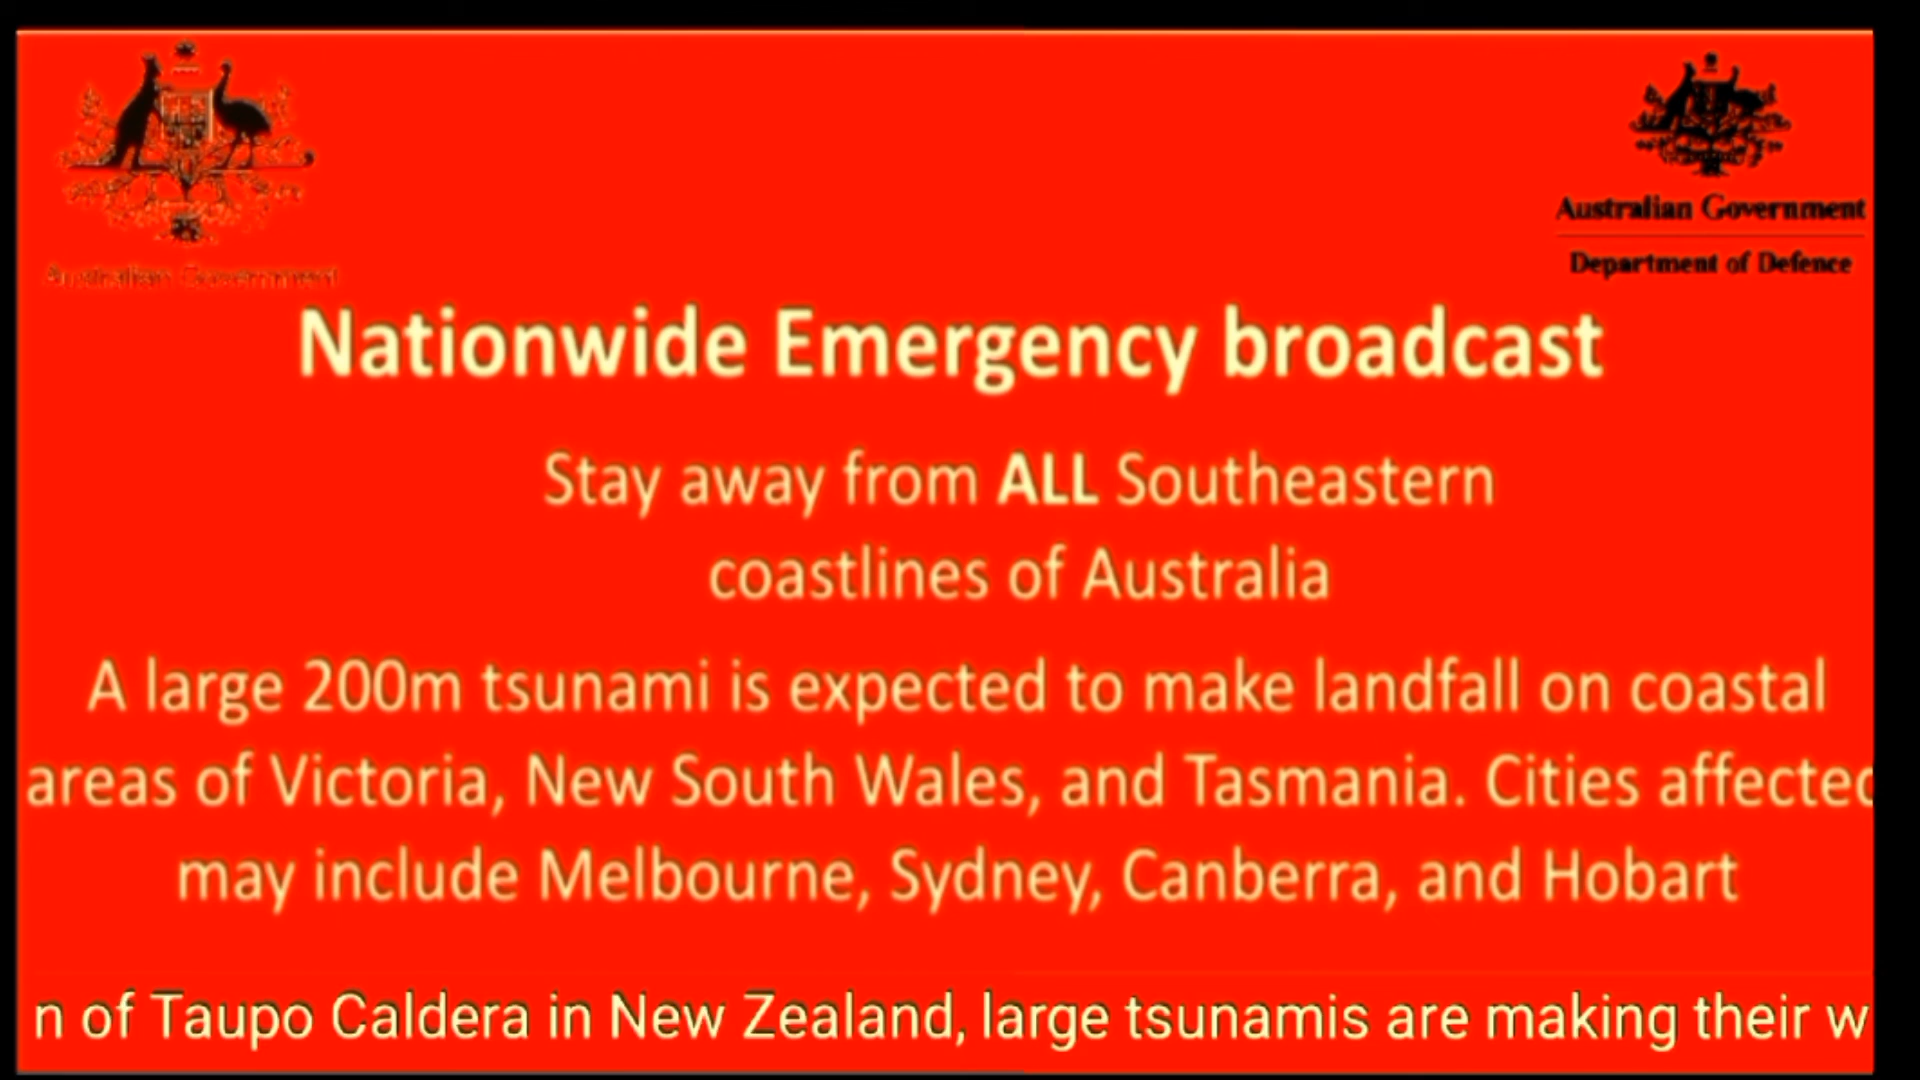 Australian Government
Australian Government
Department of Defence
Nationwide Emergency broadcast
Stay away from ALL Southeastern
coastlines of Australia
A large 200m tsunami is expected to make landfall on coastal
areas of Victoria, New South Wales, and Tasmania. Cities affected
may include Melbourne, Sydney, Canberra, and Hobart
n of Taupo Caldera in New Zealand, large tsunamis are making their w